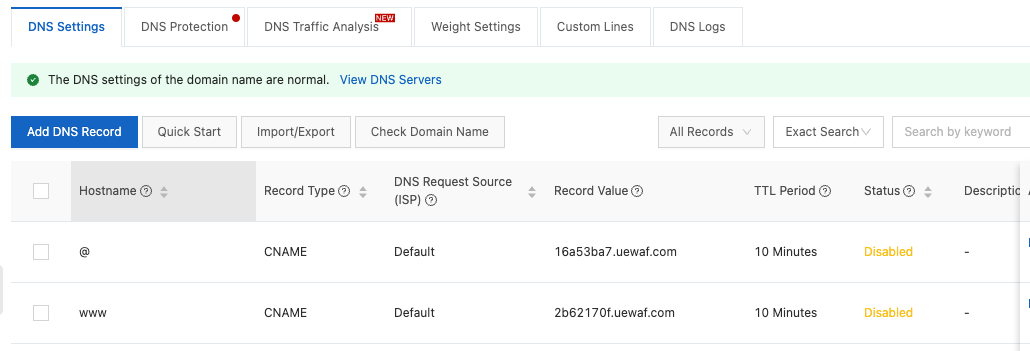 DNS Settings DNS Protection DNS Traffic Analysis NEW Weight Settings Custom Lines DNS Logs
The DNS settings of the domain name are normal. View DNS Servers
Add DNS Record Quick Start Import/Export Check Domain Name All Records Exact Search Search by keyword
Hostname Record Type DNS Request Source (ISP) Record Value TTL Period Status Descriptic
@ CNAME Default 16a53ba7.uewaf.com 10 Minutes Disabled -
www CNAME Default 2b62170f.uewaf.com 10 Minutes Disabled -